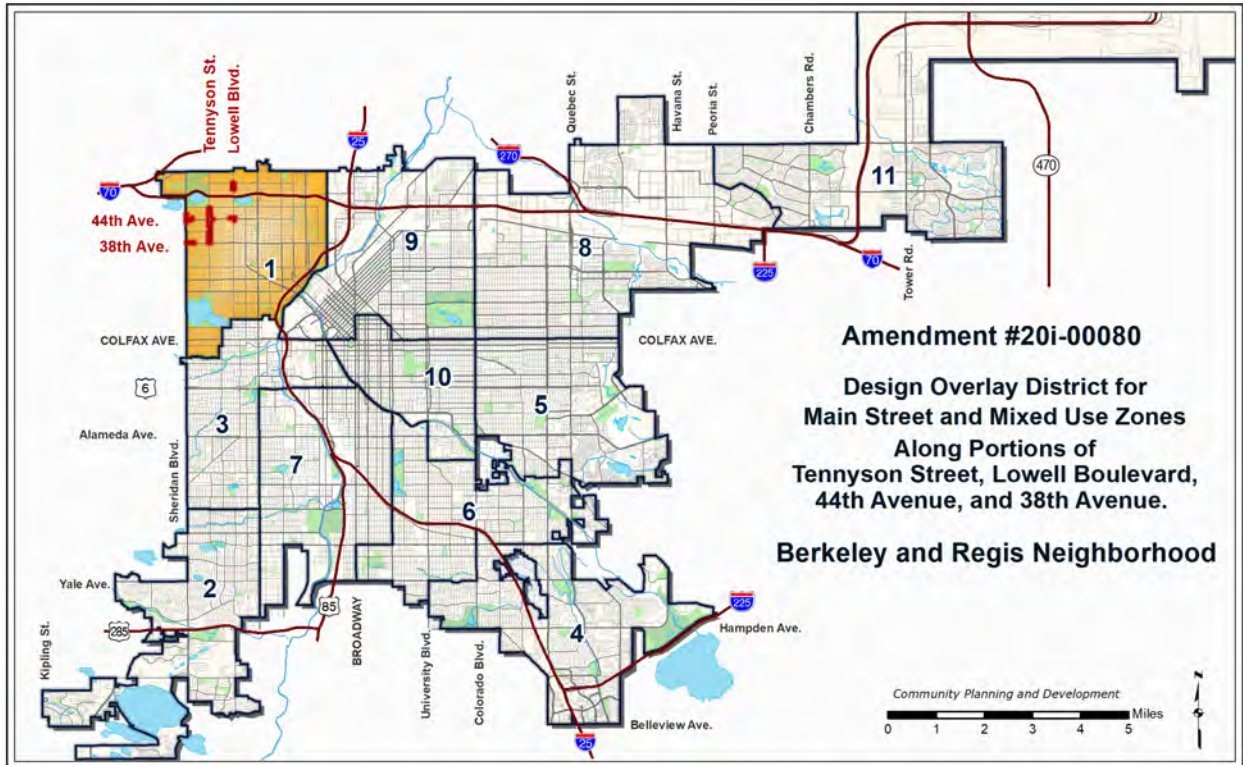 Tennyson St.
Lowell Blvd.
25
270
Quebec St.
Havana St.
Peoria St.
Chambers Rd.
70
470
44th Ave.
38th Ave.
1
9
8
11
225
70
Tower Rd.
COLFAX AVE.
COLFAX AVE.
6
10
5
3
Alameda Ave.
7
Sheridan Blvd.
6
Yale Ave.
2
85
285
BROADWAY
4
225
Hampden Ave.
Kipling St.
University Blvd.
Colorado Blvd.
Belleview Ave.
25
Amendment #20i-00080
Design Overlay District for
Main Street and Mixed Use Zones
Along Portions of
Tennyson Street, Lowell Boulevard,
44th Avenue, and 38th Avenue.
Berkeley and Regis Neighborhood
Community Planning and Development
Miles
0 1 2 3 4 5
N